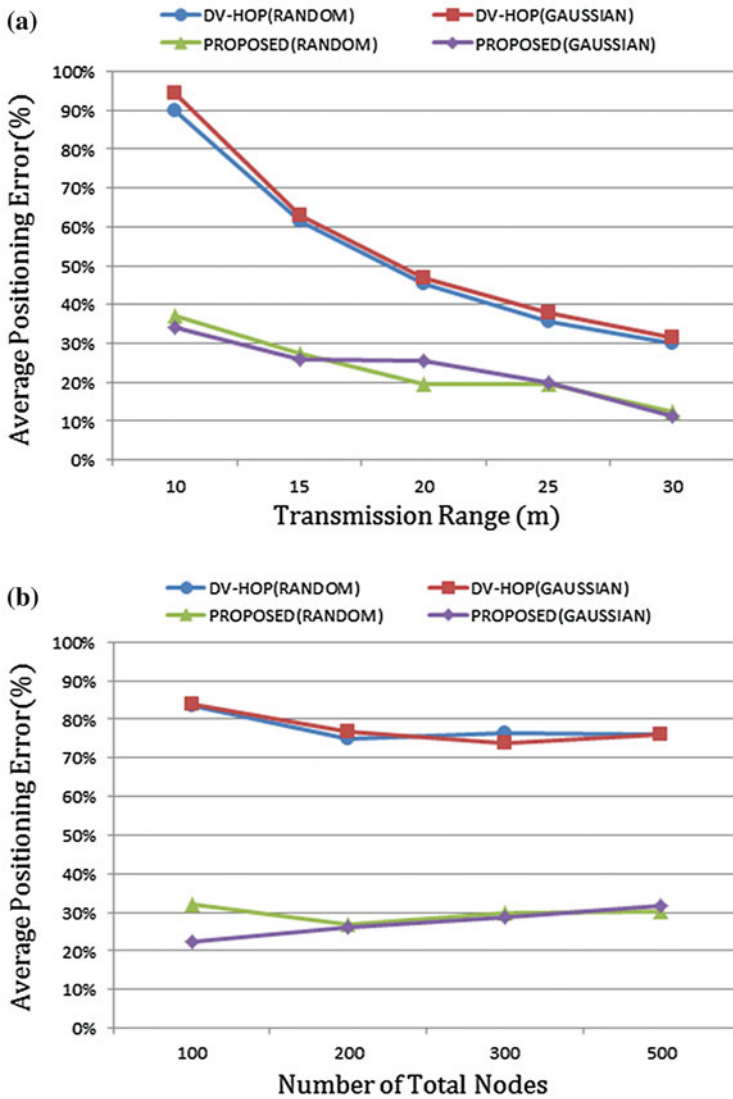 (a)
DV-HOP(RANDOM) DV-HOP(GAUSSIAN)
PROPOSED(RANDOM) PROPOSED(GAUSSIAN)
Average Positioning Error(%)
100%
90%
80%
70%
60%
50%
40%
30%
20%
10%
0%
10 15 20 25 30
Transmission Range (m)
(b)
DV-HOP(RANDOM) DV-HOP(GAUSSIAN)
PROPOSED(RANDOM) PROPOSED(GAUSSIAN)
Average Positioning Error(%)
100%
90%
80%
70%
60%
50%
40%
30%
20%
10%
0%
100 200 300 500
Number of Total Nodes